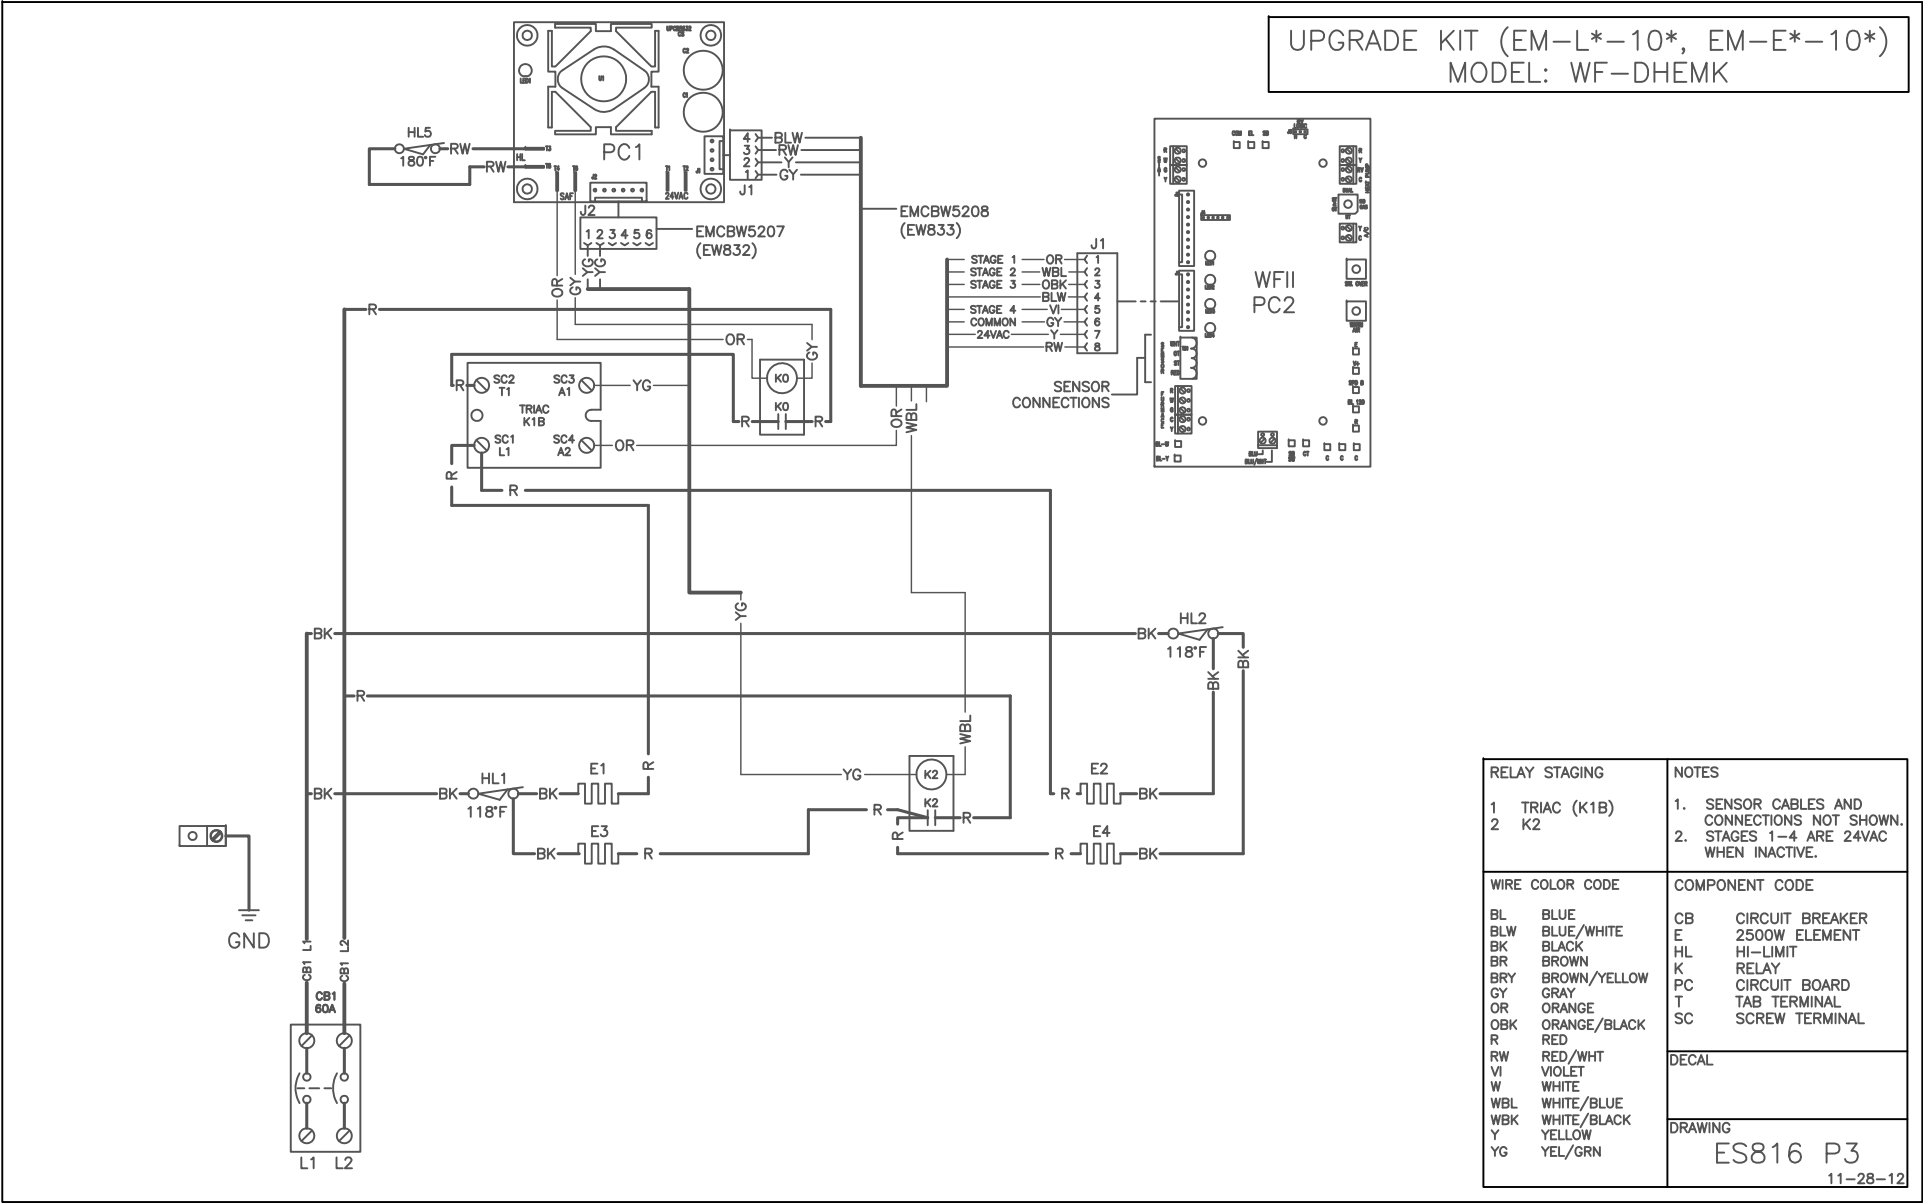 UPGRADE KIT (EM-L*-10*, EM-E*-10*)
MODEL: WF-DHEMK
HL5
180°F
RW
RW
HL
T3
T5
T4
T6
SAF
24VAC
LED1
U1
C2
C1
PC1
J2
J2
1 2 3 4 5 6
EMCBW5207
(EW832)
4 BLW
3 RW
2 Y
1 GY
J1
EMCBW5208
(EW833)
J1
STAGE 1 OR 1
STAGE 2 WBL 2
STAGE 3 OBK 3
BLW 4
STAGE 4 VI 5
COMMON GY 6
24VAC Y 7
RW 8
WFII
PC2
SENSOR
CONNECTIONS
OR
GY
YG
YG
R
OR
GY
K0
K0
R
R
R
SC2
T1
SC3
A1
YG
TRIAC
K1B
SC1
L1
SC4
A2
OR
OR
WBL
R
R
YG
BK
BK
HL2
118°F
BK
BK
R
WBL
R
BK
BK
HL1
118°F
BK
E1
YG
K2
K2
R
R
R
E2
R
BK
BK
E3
R
E4
R
BK
GND
CB1 L1
CB1 L2
CB1
60A
L1 L2
RELAY STAGING
1 TRIAC (K1B)
2 K2
NOTES
1. SENSOR CABLES AND
CONNECTIONS NOT SHOWN.
2. STAGES 1-4 ARE 24VAC
WHEN INACTIVE.
WIRE COLOR CODE
BL BLUE
BLW BLUE/WHITE
BK BLACK
BR BROWN
BRY BROWN/YELLOW
GY GRAY
OR ORANGE
OBK ORANGE/BLACK
R RED
RW RED/WHT
VI VIOLET
W WHITE
WBL WHITE/BLUE
WBK WHITE/BLACK
Y YELLOW
YG YEL/GRN
COMPONENT CODE
CB CIRCUIT BREAKER
E 2500W ELEMENT
HL HI-LIMIT
K RELAY
PC CIRCUIT BOARD
T TAB TERMINAL
SC SCREW TERMINAL
DECAL
DRAWING
ES816 P3
11-28-12